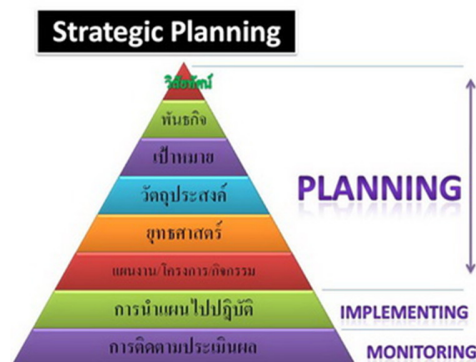 Strategic Planning
วิสัยทัศน์
พันธกิจ
เป้าหมาย
วัตถุประสงค์
ยุทธศาสตร์
แผนงาน/โครงการ/กิจกรรม
การนำแผนไปปฏิบัติ
การติดตามประเมินผล
PLANNING
IMPLEMENTING
MONITORING